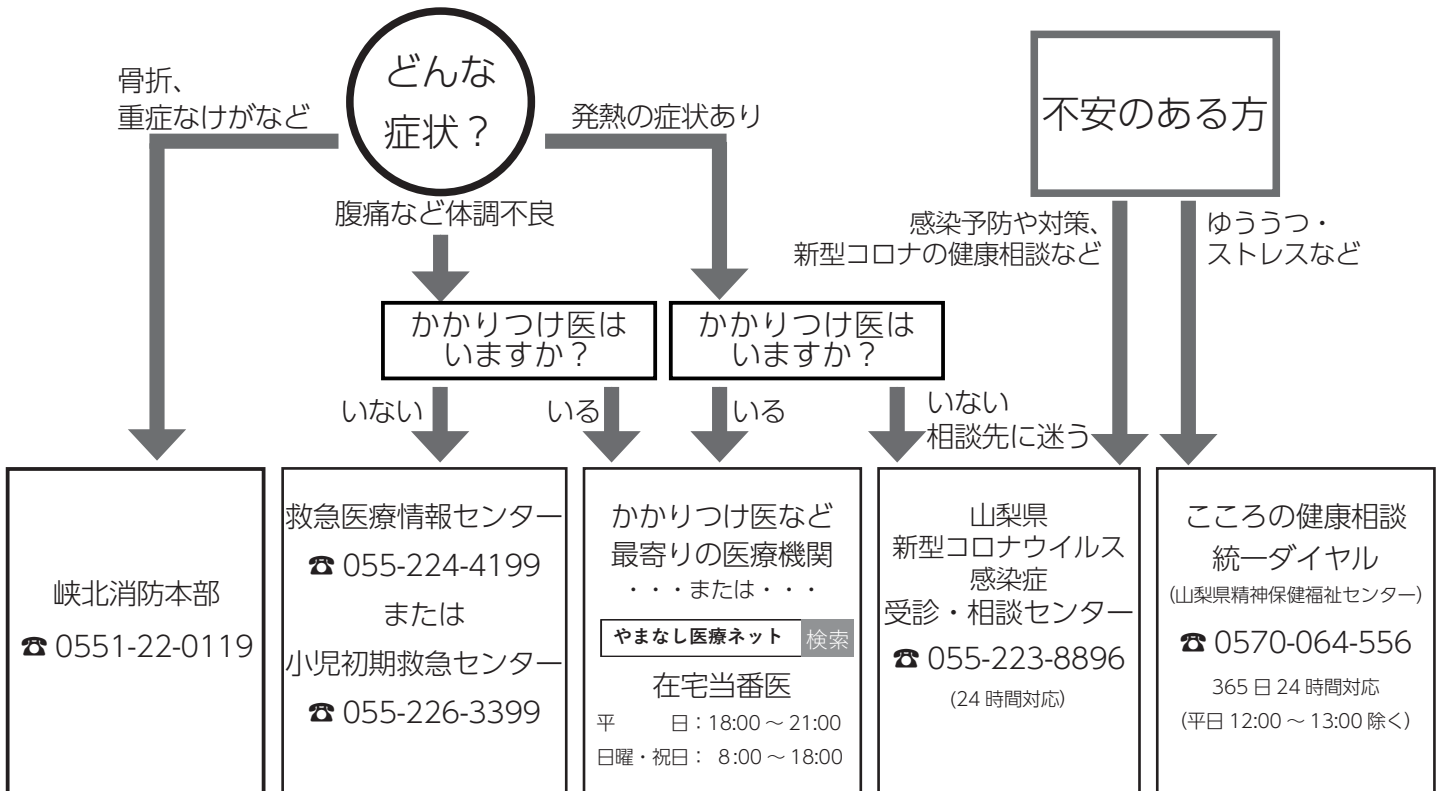 どんな
症状？
骨折、
重症なけがなど
発熱の症状あり
腹痛など体調不良
かかりつけ医は
いますか？
かかりつけ医は
いますか？
いない
いる
いる
いない
相談先に迷う
不安のある方
感染予防や対策、
新型コロナの健康相談など
ゆううつ・
ストレスなど
峡北消防本部
☎ 0551-22-0119
救急医療情報センター
☎ 055-224-4199
または
小児初期救急センター
☎ 055-226-3399
かかりつけ医など
最寄りの医療機関
・・・または・・・
やまなし医療ネット 検索
在宅当番医
平　　日：18:00 ～ 21:00
日曜・祝日： 8:00 ～ 18:00
山梨県
新型コロナウイルス
感染症
受診・相談センター
☎ 055-223-8896
(24 時間対応)
こころの健康相談
統一ダイヤル
(山梨県精神保健福祉センター)
☎ 0570-064-556
365 日 24 時間対応
(平日 12:00 ～ 13:00 除く)